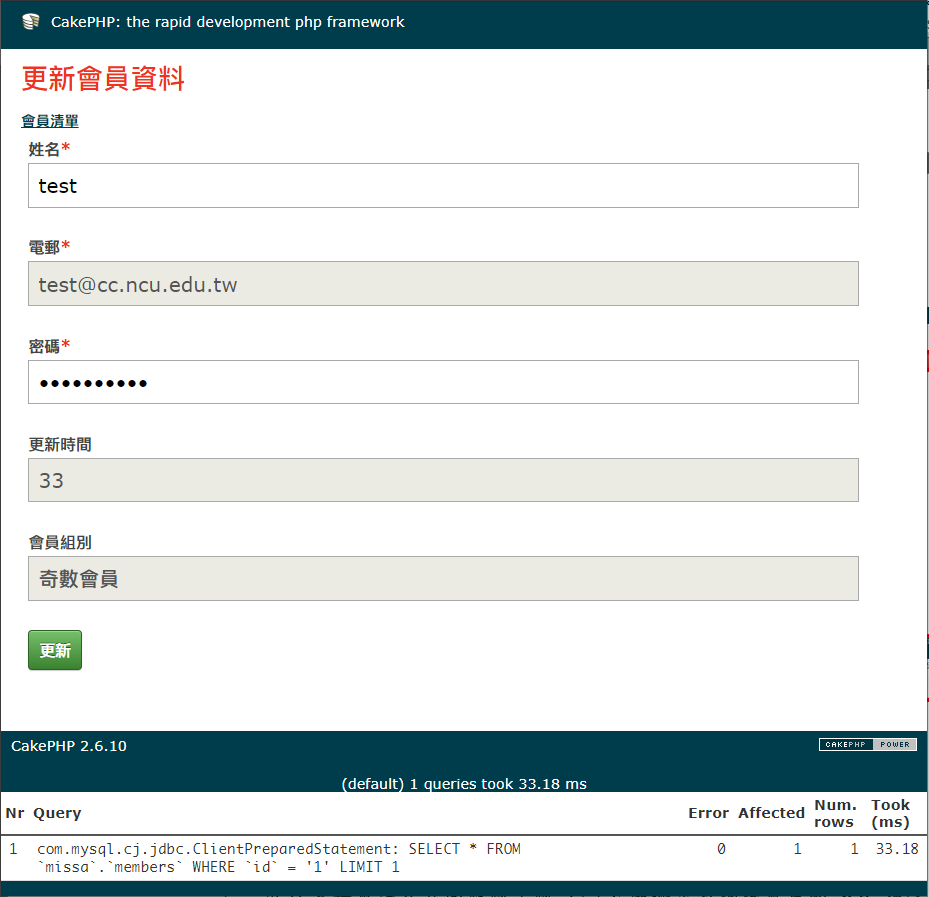 CakePHP: the rapid development php framework
更新會員資料
會員清單
姓名*
test
電郵*
test@cc.ncu.edu.tw
密碼*
••••••••••
更新時間
33
會員組別
奇數會員
更新
CakePHP 2.6.10
CAKEPHP POWER
(default) 1 queries took 33.18 ms
Nr Query Error Affected Num. rows Took (ms)
1 com.mysql.cj.jdbc.ClientPreparedStatement: SELECT * FROM 0 1 1 33.18
`missa`.`members` WHERE `id` = '1' LIMIT 1